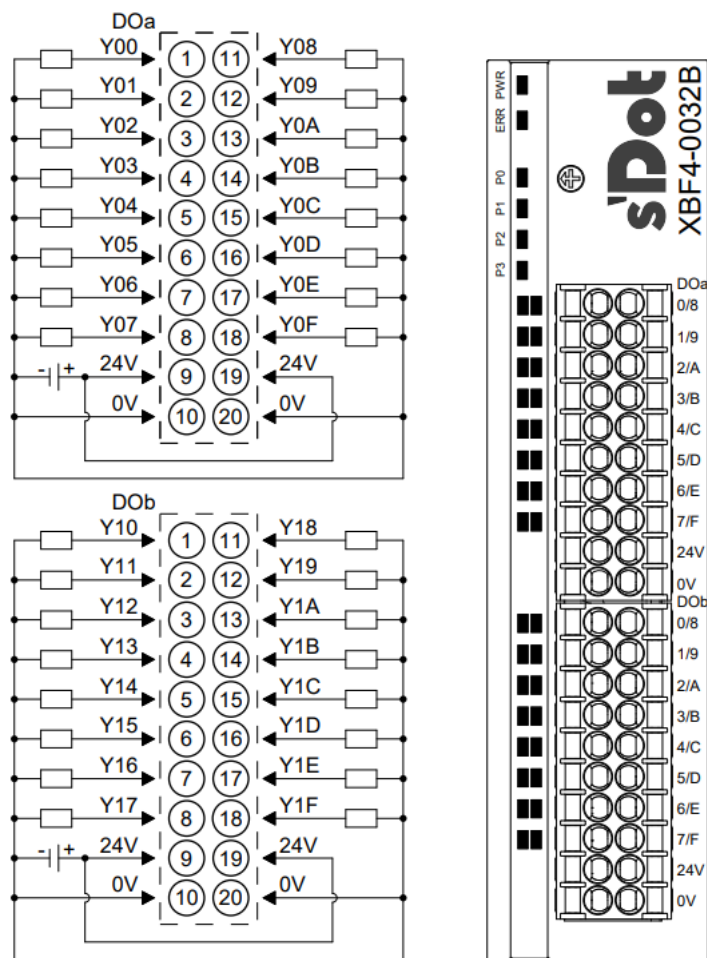 DOa
Y00 1 11 Y08
Y01 2 12 Y09
Y02 3 13 Y0A
Y03 4 14 Y0B
Y04 5 15 Y0C
Y05 6 16 Y0D
Y06 7 17 Y0E
Y07 8 18 Y0F
- + 24V 9 19 24V
0V 10 20 0V
DOb
Y10 1 11 Y18
Y11 2 12 Y19
Y12 3 13 Y1A
Y13 4 14 Y1B
Y14 5 15 Y1C
Y15 6 16 Y1D
Y16 7 17 Y1E
Y17 8 18 Y1F
- + 24V 9 19 24V
0V 10 20 0V
PWR
ERR
P0
P1
P2
P3
s'Dot
XBF4-0032B
DOa
0/8
1/9
2/A
3/B
4/C
5/D
6/E
7/F
24V
0V
DOb
0/8
1/9
2/A
3/B
4/C
5/D
6/E
7/F
24V
0V